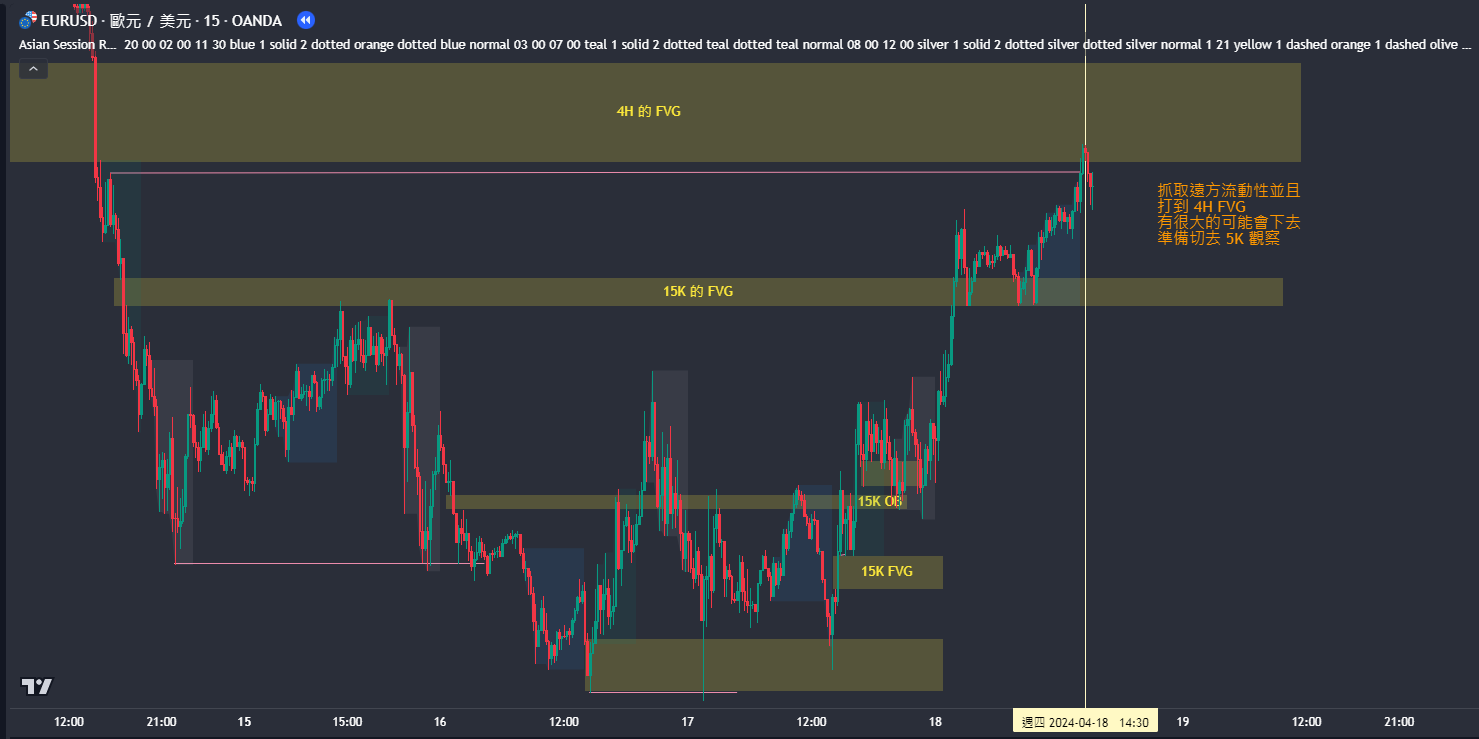 EURUSD · 歐元 / 美元 · 15 · OANDA
Asian Session R... 20 00 02 00 11 30 blue 1 solid 2 dotted orange dotted blue normal 03 00 07 00 teal 1 solid 2 dotted teal dotted teal normal 08 00 12 00 silver 1 solid 2 dotted silver dotted silver normal 1 21 yellow 1 dashed orange 1 dashed olive ...
4H 的 FVG
抓取遠方流動性並且
打到 4H FVG
有很大的可能會下去
準備切去 5K 觀察
15K 的 FVG
15K OB
15K FVG
12:00 21:00 15 15:00 16 12:00 17 12:00 18 週四 2024-04-18 14:30 19 12:00 21:00